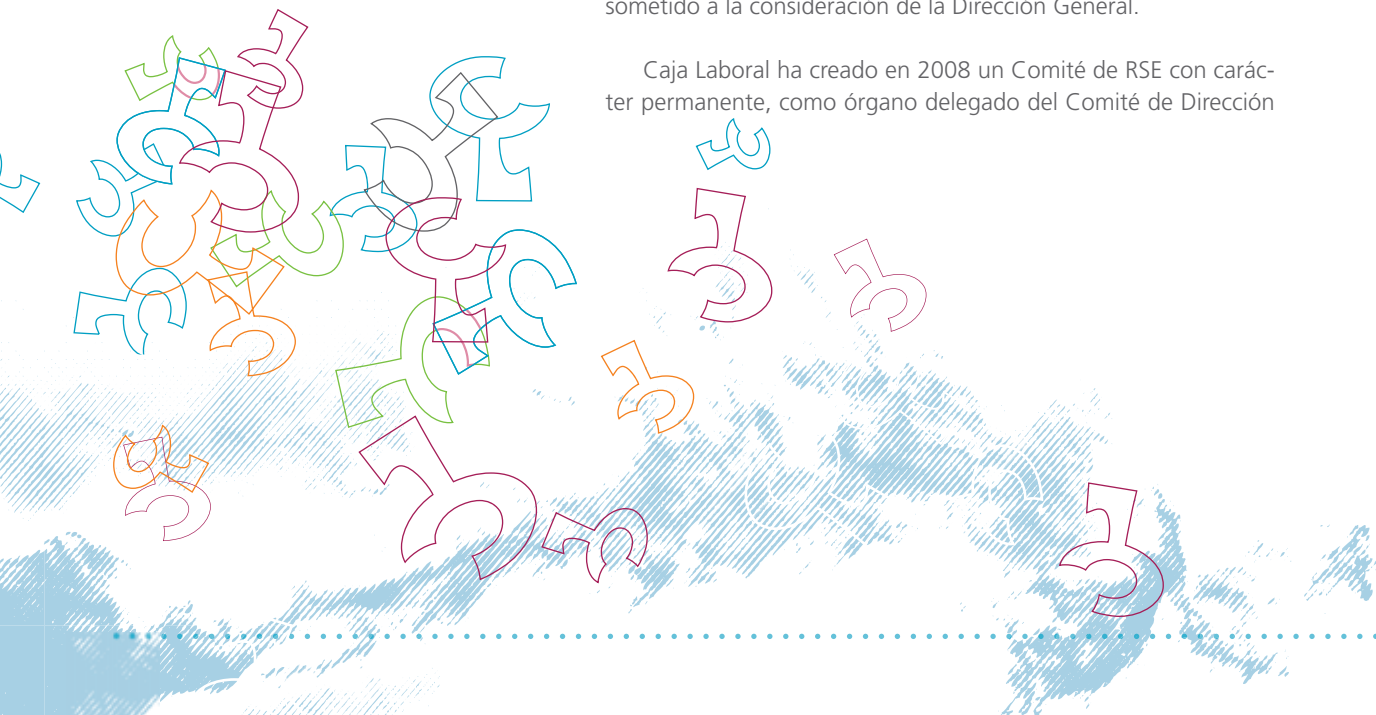 sometido a la consideración de la Dirección General.
Caja Laboral ha creado en 2008 un Comité de RSE con carác-
ter permanente, como órgano delegado del Comité de Dirección